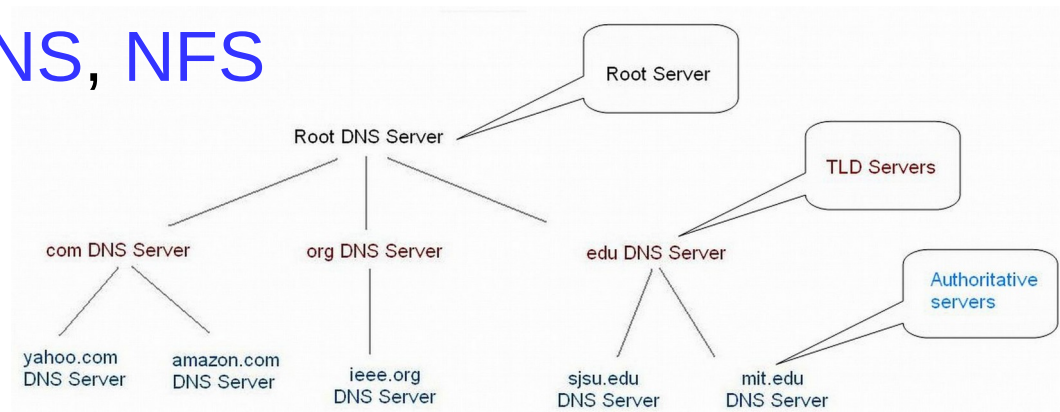 NS, NFS
Root Server
Root DNS Server
TLD Servers
com DNS Server
org DNS Server
edu DNS Server
Authoritative
servers
yahoo.com
DNS Server
amazon.com
DNS Server
ieee.org
DNS Server
sjsu.edu
DNS Server
mit.edu
DNS Server